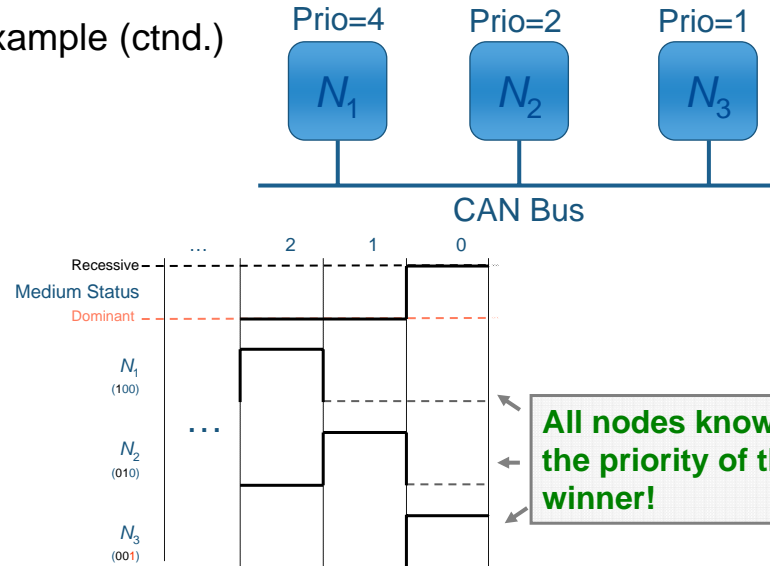 xample (ctnd.)
Prio=4 Prio=2 Prio=1
N1 N2 N3
CAN Bus
... 2 1 0
Recessive
Medium Status
Dominant
N1
(100)
...
N2
(010)
N3
(001)
All nodes know
the priority of th
winner!